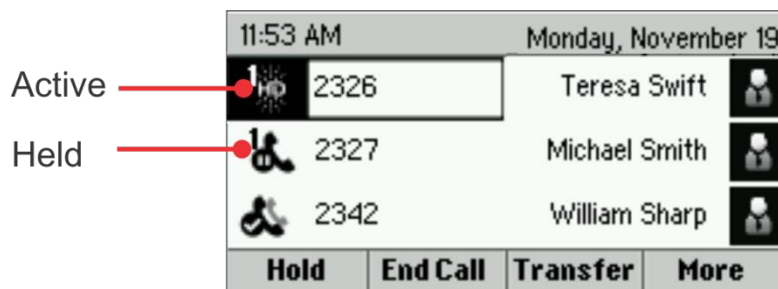 11:53 AM Monday, November 19
Active 1 HD 2326 Teresa Swift
Held 1 2327 Michael Smith
2342 William Sharp
Hold End Call Transfer More